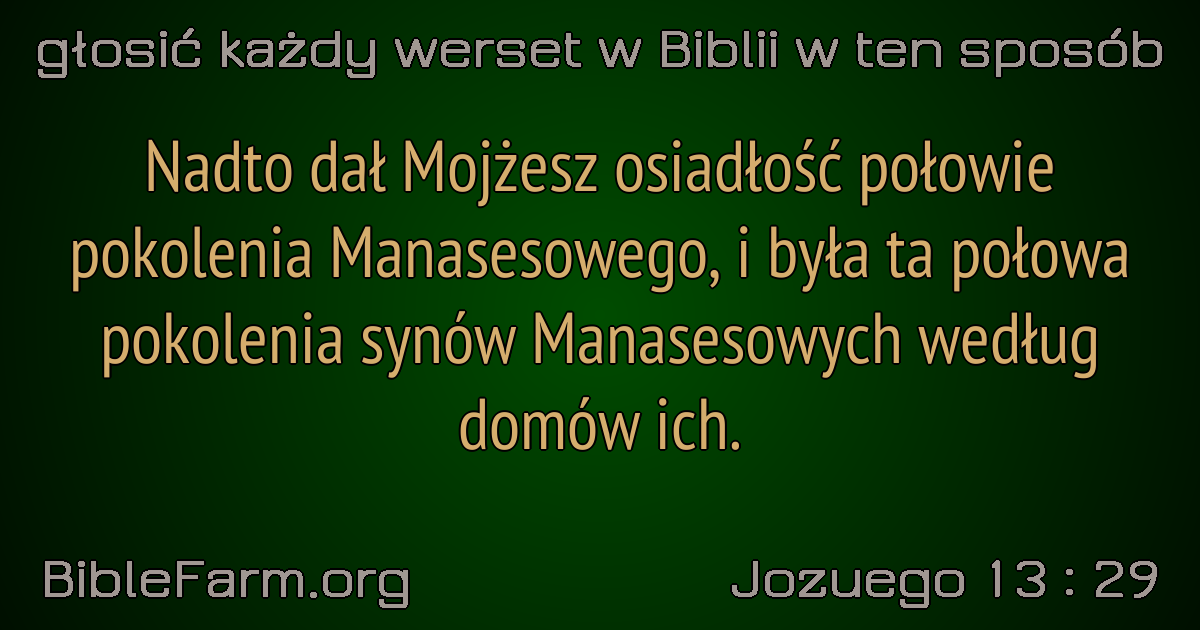 głosić każdy werset w Biblii w ten sposób
Nadto dał Mojżesz osiadłość połowie
pokolenia Manasesowego, i była ta połowa
pokolenia synów Manasesowych według
domów ich.
BibleFarm.org
Jozuego 13 : 29